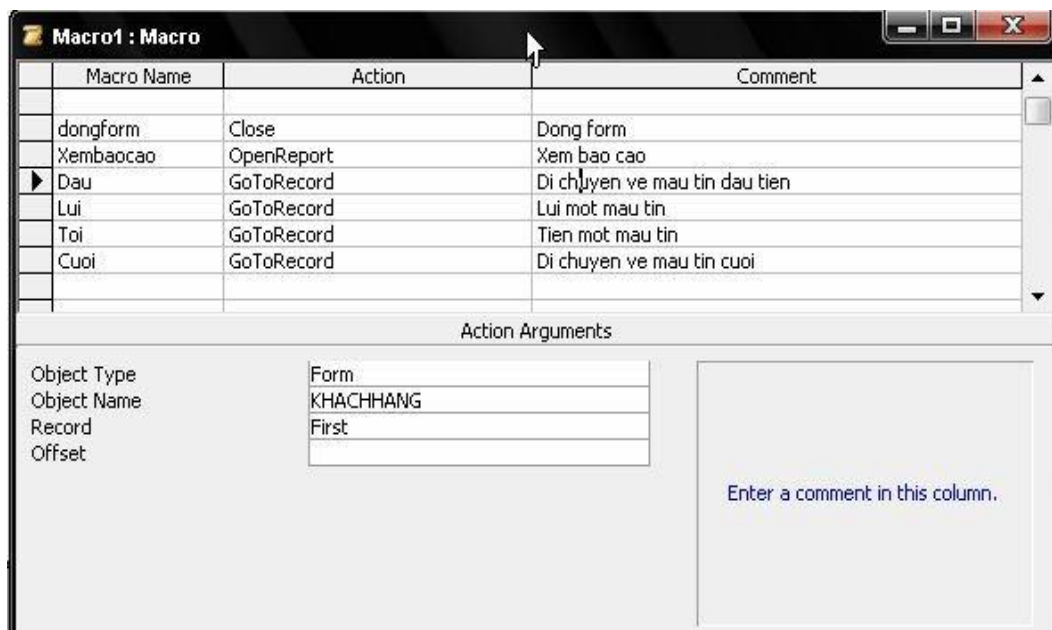 Macro1 : Macro
Macro Name Action Comment
dongform Close Dong form
Xembaocao OpenReport Xem bao cao
Dau GoToRecord Di chuyen ve mau tin dau tien
Lui GoToRecord Lui mot mau tin
Toi GoToRecord Tien mot mau tin
Cuoi GoToRecord Di chuyen ve mau tin cuoi
Action Arguments
Object Type Form
Object Name KHACHHANG
Record First
Offset
Enter a comment in this column.